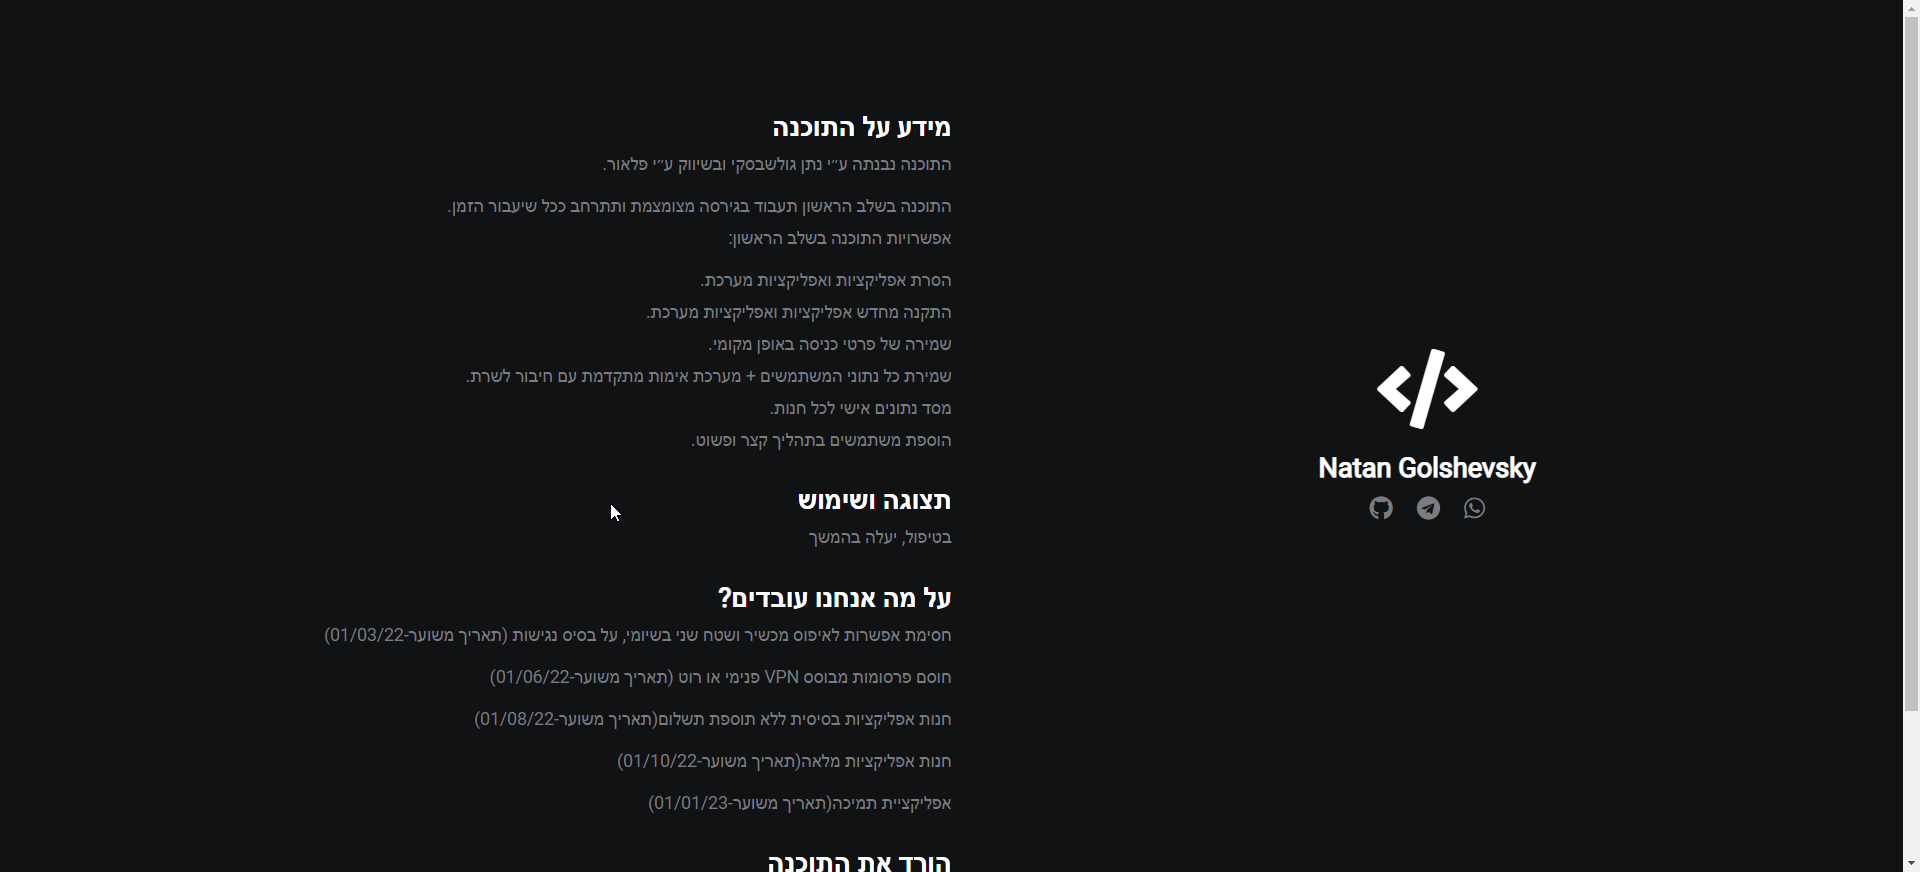 מידע על התוכנה
התוכנה נבנתה ע״י נתן גולשבסקי ובשיווק ע״י פלאור.
התוכנה בשלב הראשון תעבוד בגירסה מצומצמת ותתרחב ככל שיעבור הזמן.
אפשרויות התוכנה בשלב הראשון:
הסרת אפליקציות ואפליקציות מערכת.
התקנה מחדש אפליקציות ואפליקציות מערכת.
שמירה של פרטי כניסה באופן מקומי.
שמירת כל נתוני המשתמשים + מערכת אימות מתקדמת עם חיבור לשרת.
מסד נתונים אישי לכל חנות.
הוספת משתמשים בתהליך קצר ופשוט.
תצוגה ושימוש
בטיפול, יעלה בהמשך
על מה אנחנו עובדים?
חסימת אפשרות לאיפוס מכשיר ושטח שני בשיומי, על בסיס נגישות (תאריך משוער-01/03/22)
חוסם פרסומות מבוסס VPN פנימי או רוט (תאריך משוער-01/06/22)
חנות אפליקציות בסיסית ללא תוספת תשלום(תאריך משוער-01/08/22)
חנות אפליקציות מלאה(תאריך משוער-01/10/22)
אפליקציית תמיכה(תאריך משוער-01/01/23)
הורד את התוכנה
Natan Golshevsky